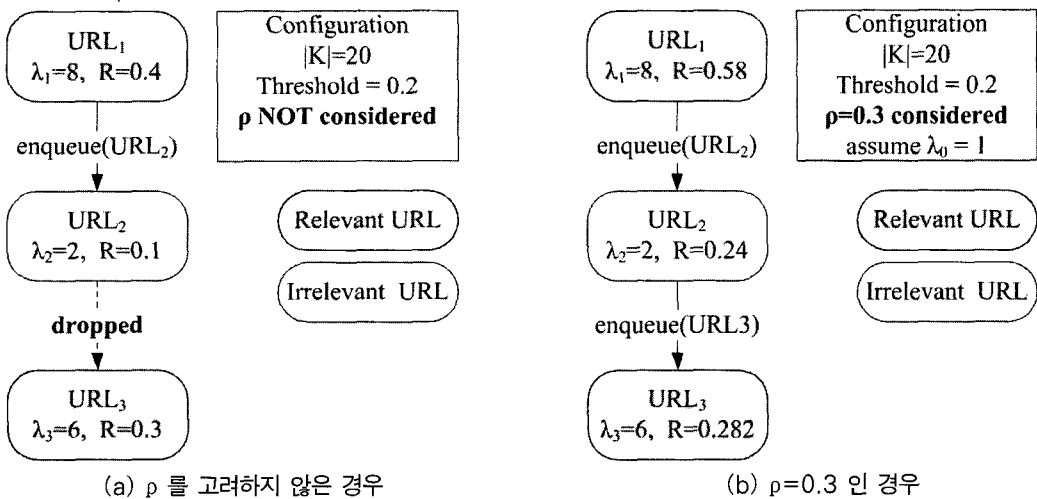 URL₁
λ₁=8, R=0.4
enqueue(URL₂)
URL₂
λ₂=2, R=0.1
dropped
URL₃
λ₃=6, R=0.3
Configuration
|K|=20
Threshold = 0.2
ρ NOT considered
Relevant URL
Irrelevant URL
(a) ρ 를 고려하지 않은 경우
URL₁
λ₁=8, R=0.58
enqueue(URL₂)
URL₂
λ₂=2, R=0.24
enqueue(URL3)
URL₃
λ₃=6, R=0.282
Configuration
|K|=20
Threshold = 0.2
ρ=0.3 considered
assume λ₀ = 1
Relevant URL
Irrelevant URL
(b) ρ=0.3 인 경우